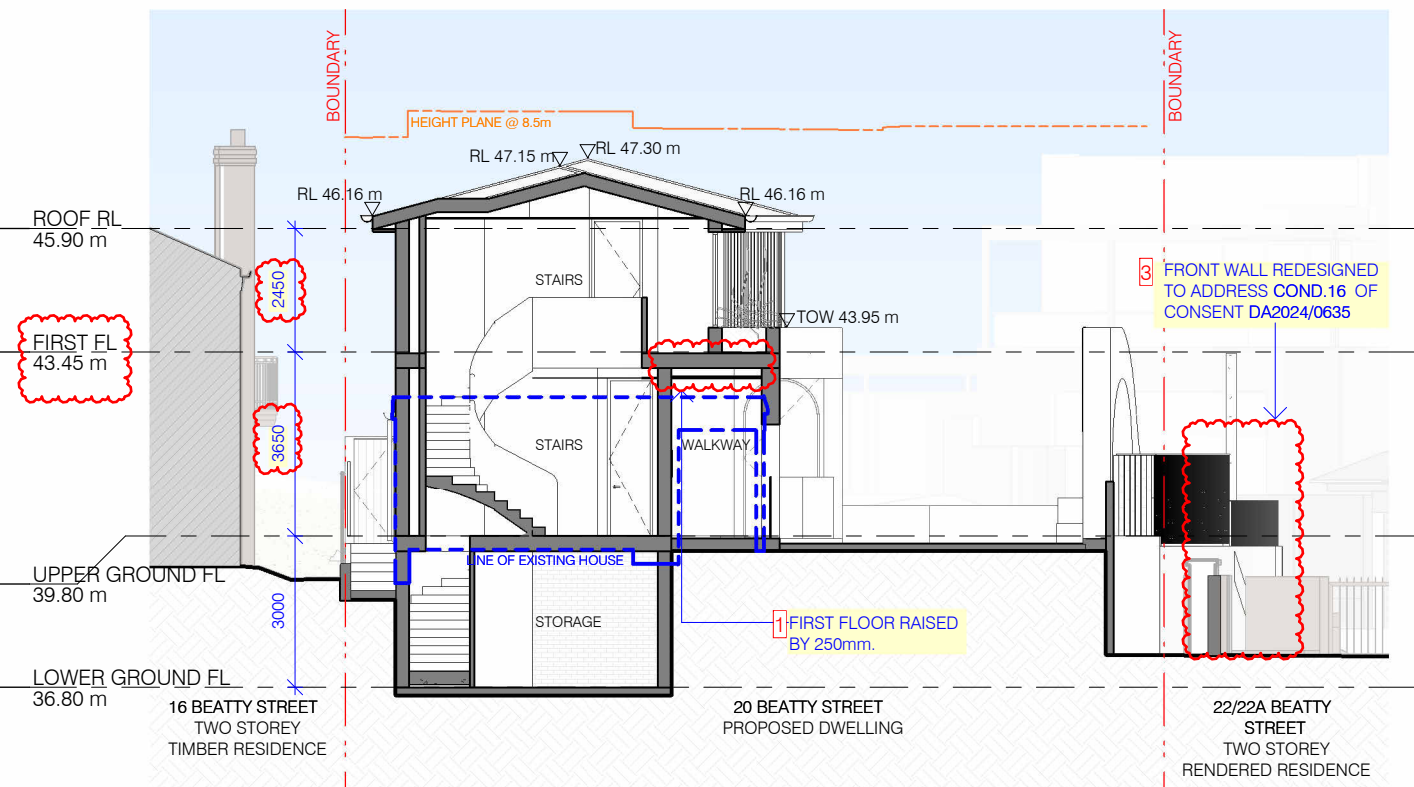 BOUNDARY
BOUNDARY
HEIGHT PLANE @ 8.5m
RL 47.15 m
RL 47.30 m
RL 46.16 m
RL 46.16 m
ROOF RL
45.90 m
2450
STAIRS
3
FRONT WALL REDESIGNED
TO ADDRESS COND.16 OF
CONSENT DA2024/0635
TOW 43.95 m
FIRST FL
43.45 m
3650
STAIRS
WALKWAY
LINE OF EXISTING HOUSE
UPPER GROUND FL
39.80 m
3000
STORAGE
1
FIRST FLOOR RAISED
BY 250mm.
LOWER GROUND FL
36.80 m
16 BEATTY STREET
TWO STOREY
TIMBER RESIDENCE
20 BEATTY STREET
PROPOSED DWELLING
22/22A BEATTY
STREET
TWO STOREY
RENDERED RESIDENCE